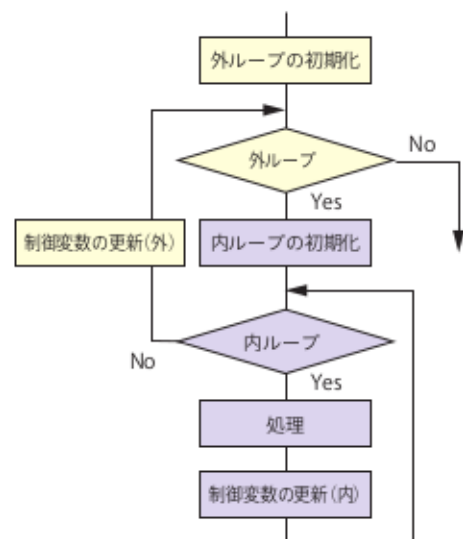 外ループの初期化
外ループ
No
Yes
制御変数の更新(外)
内ループの初期化
内ループ
No
Yes
処理
制御変数の更新(内)